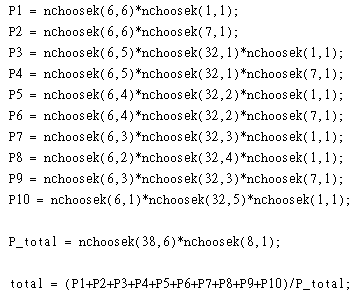 P1 = nchoosek(6,6)*nchoosek(1,1);
P2 = nchoosek(6,6)*nchoosek(7,1);
P3 = nchoosek(6,5)*nchoosek(32,1)*nchoosek(1,1);
P4 = nchoosek(6,5)*nchoosek(32,1)*nchoosek(7,1);
P5 = nchoosek(6,4)*nchoosek(32,2)*nchoosek(1,1);
P6 = nchoosek(6,4)*nchoosek(32,2)*nchoosek(7,1);
P7 = nchoosek(6,3)*nchoosek(32,3)*nchoosek(1,1);
P8 = nchoosek(6,2)*nchoosek(32,4)*nchoosek(1,1);
P9 = nchoosek(6,3)*nchoosek(32,3)*nchoosek(7,1);
P10 = nchoosek(6,1)*nchoosek(32,5)*nchoosek(1,1);
P_total = nchoosek(38,6)*nchoosek(8,1);
total = (P1+P2+P3+P4+P5+P6+P7+P8+P9+P10)/P_total;